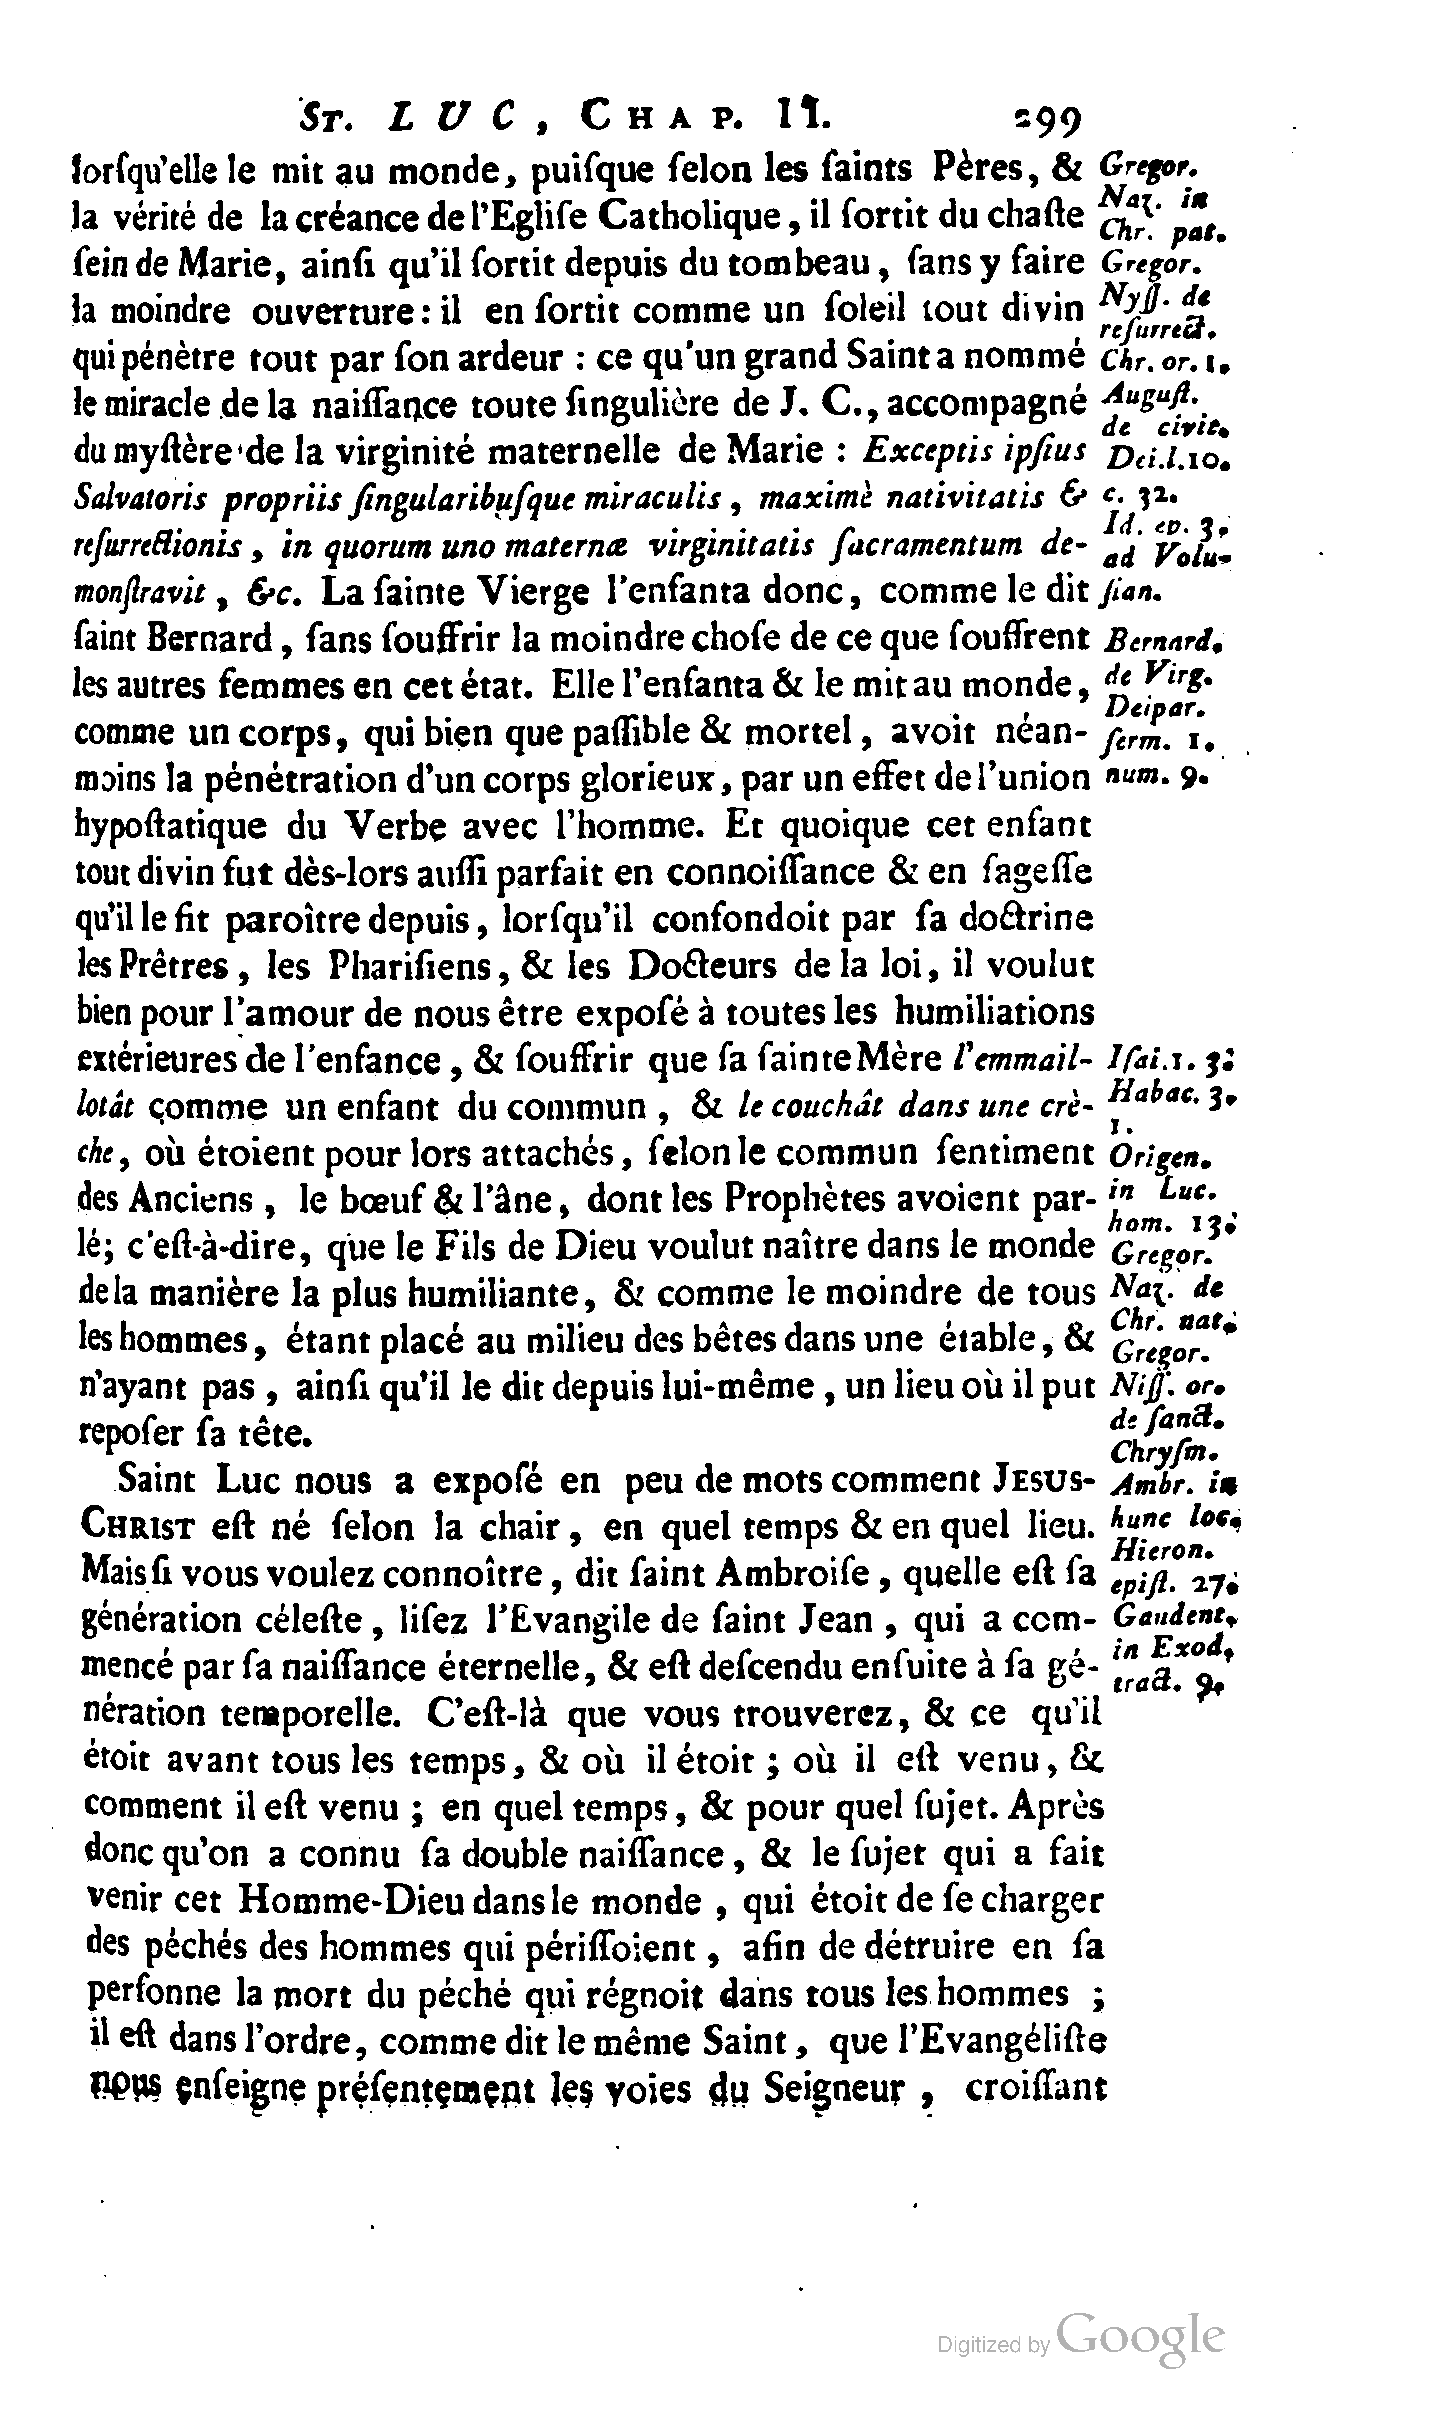 ST. LUC, CHAP. II. 299
lorſqu'elle le mit au monde, puiſque ſelon les ſaints Pères, &
la vérité de la créance de l'Egliſe Catholique, il ſortit du chaſte
ſein de Marie, ainſi qu'il ſortit depuis du tombeau, ſans y faire
la moindre ouverture: il en ſortit comme un ſoleil tout divin
qui pénètre tout par ſon ardeur : ce qu'un grand Saint a nommé
le miracle de la naiſſance toute ſingulière de J. C., accompagné
du myſtère de la virginité maternelle de Marie : Exceptis ipſius
Salvatoris propriis ſingularibuſque miraculis, maximè nativitatis &
reſurrectionis, in quorum uno maternæ virginitatis ſacramentum de-
monſtravit, &c. La ſainte Vierge l'enfanta donc, comme le dit
ſaint Bernard, ſans ſouffrir la moindre choſe de ce que ſouffrent
les autres femmes en cet état. Elle l'enfanta & le mit au monde,
comme un corps, qui bien que paſſible & mortel, avoit néan-
moins la pénétration d'un corps glorieux, par un effet de l'union
hypoſtatique du Verbe avec l'homme. Et quoique cet enfant
tout divin fut dès-lors auſſi parfait en connoiſſance & en ſageſſe
qu'il le fit paroître depuis, lorſqu'il confondoit par ſa doctrine
les Prêtres, les Phariſiens, & les Docteurs de la loi, il voulut
bien pour l'amour de nous être expoſé à toutes les humiliations
extérieures de l'enfance, & ſouffrir que ſa ſainte Mère l'emmail-
lotât comme un enfant du commun, & le couchât dans une crè-
che, où étoient pour lors attachés, ſelon le commun ſentiment
des Anciens, le bœuf & l'âne, dont les Prophètes avoient par-
lé; c'eſt-à-dire, que le Fils de Dieu voulut naître dans le monde
de la manière la plus humiliante, & comme le moindre de tous
les hommes, étant placé au milieu des bêtes dans une étable, &
n'ayant pas, ainſi qu'il le dit depuis lui-même, un lieu où il put
repoſer ſa tête.
Saint Luc nous a expoſé en peu de mots comment JESUS-
CHRIST eſt né ſelon la chair, en quel temps & en quel lieu.
Mais ſi vous voulez connoître, dit ſaint Ambroiſe, quelle eſt ſa
génération céleſte, liſez l'Evangile de ſaint Jean, qui a com-
mencé par ſa naiſſance éternelle, & eſt deſcendu enſuite à ſa gé-
nération temporelle. C'eſt-là que vous trouverez, & ce qu'il
étoit avant tous les temps, & où il étoit ; où il eſt venu, &
comment il eſt venu ; en quel temps, & pour quel ſujet. Après
donc qu'on a connu ſa double naiſſance, & le ſujet qui a fait
venir cet Homme-Dieu dans le monde, qui étoit de ſe charger
des péchés des hommes qui périſſoient, afin de détruire en ſa
perſonne la mort du péché qui régnoit dans tous les hommes ;
il eſt dans l'ordre, comme dit le même Saint, que l'Evangéliſte
nous enſeigne préſentement les voies du Seigneur, croiſſant
Gregor.
Naz. in
Chr. pat.
Gregor.
Nyſſ. de
reſurrect.
Chr. or. 1.
Auguſt.
de civit.
Dei.l.10.
c. 32.
Id. ep. 3.
ad Volu-
ſian.
Bernard.
de Virg.
Deipar.
ſerm. 1.
num. 9.
Iſai.1. 3.
Habac. 3.
1.
Origen.
in Luc.
hom. 13.
Gregor.
Naz. de
Chr. nat.
Gregor.
Niſſ. or.
de ſanct.
Chryſm.
Ambr. in
hunc loc.
Hieron.
epiſt. 27.
Gaudent.
in Exod.
tract. 9.
Digitized by Google